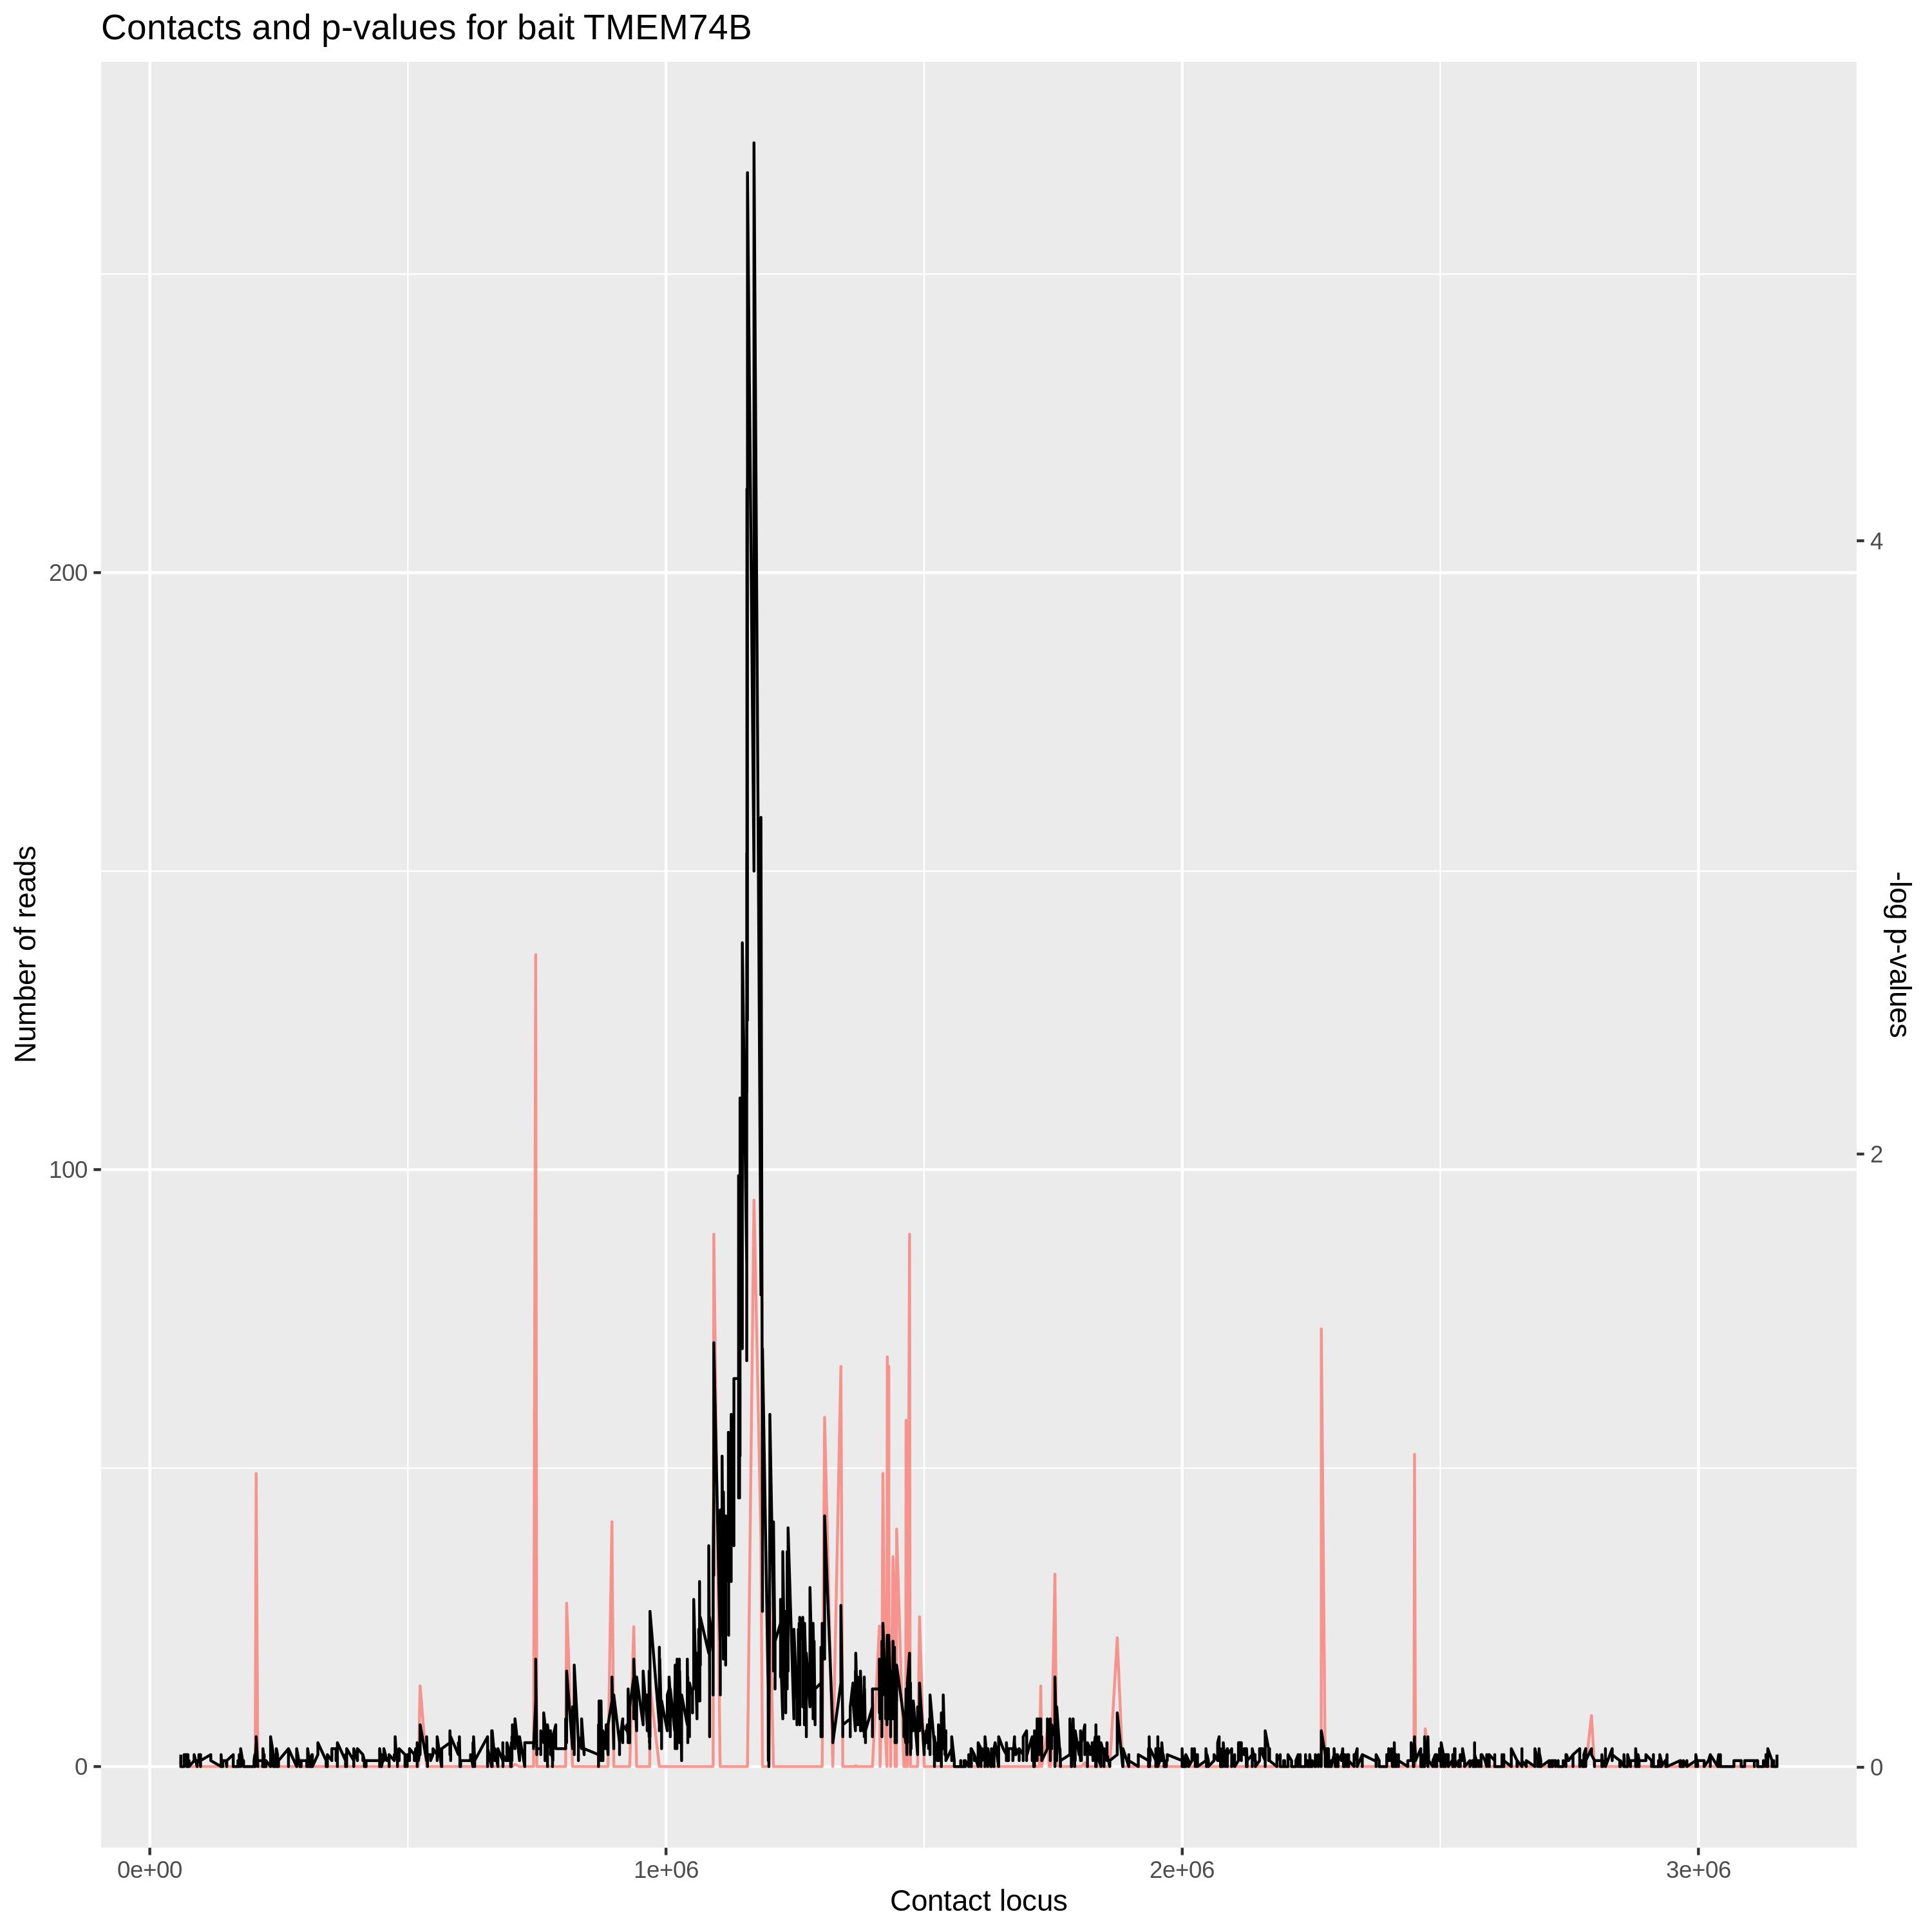 Contacts and p-values for bait TMEM74B
Number of reads
200
100
0
4
2
0
-log p-values
0e+00
1e+06
2e+06
3e+06
Contact locus